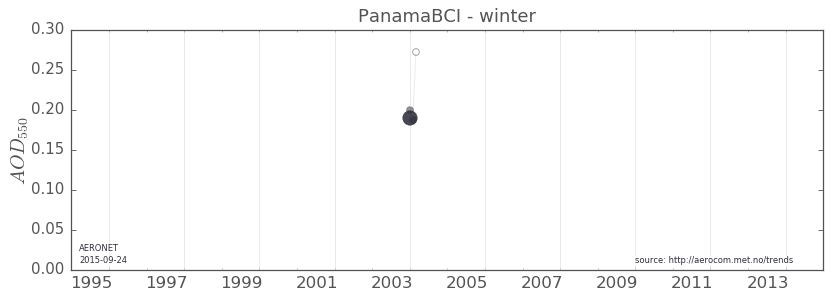 PanamaBCI - winter
0.30
0.25
0.20
0.15
0.10
0.05
0.00
AOD550
AERONET
2015-09-24
source: http://aerocom.met.no/trends
1995 1997 1999 2001 2003 2005 2007 2009 2011 2013